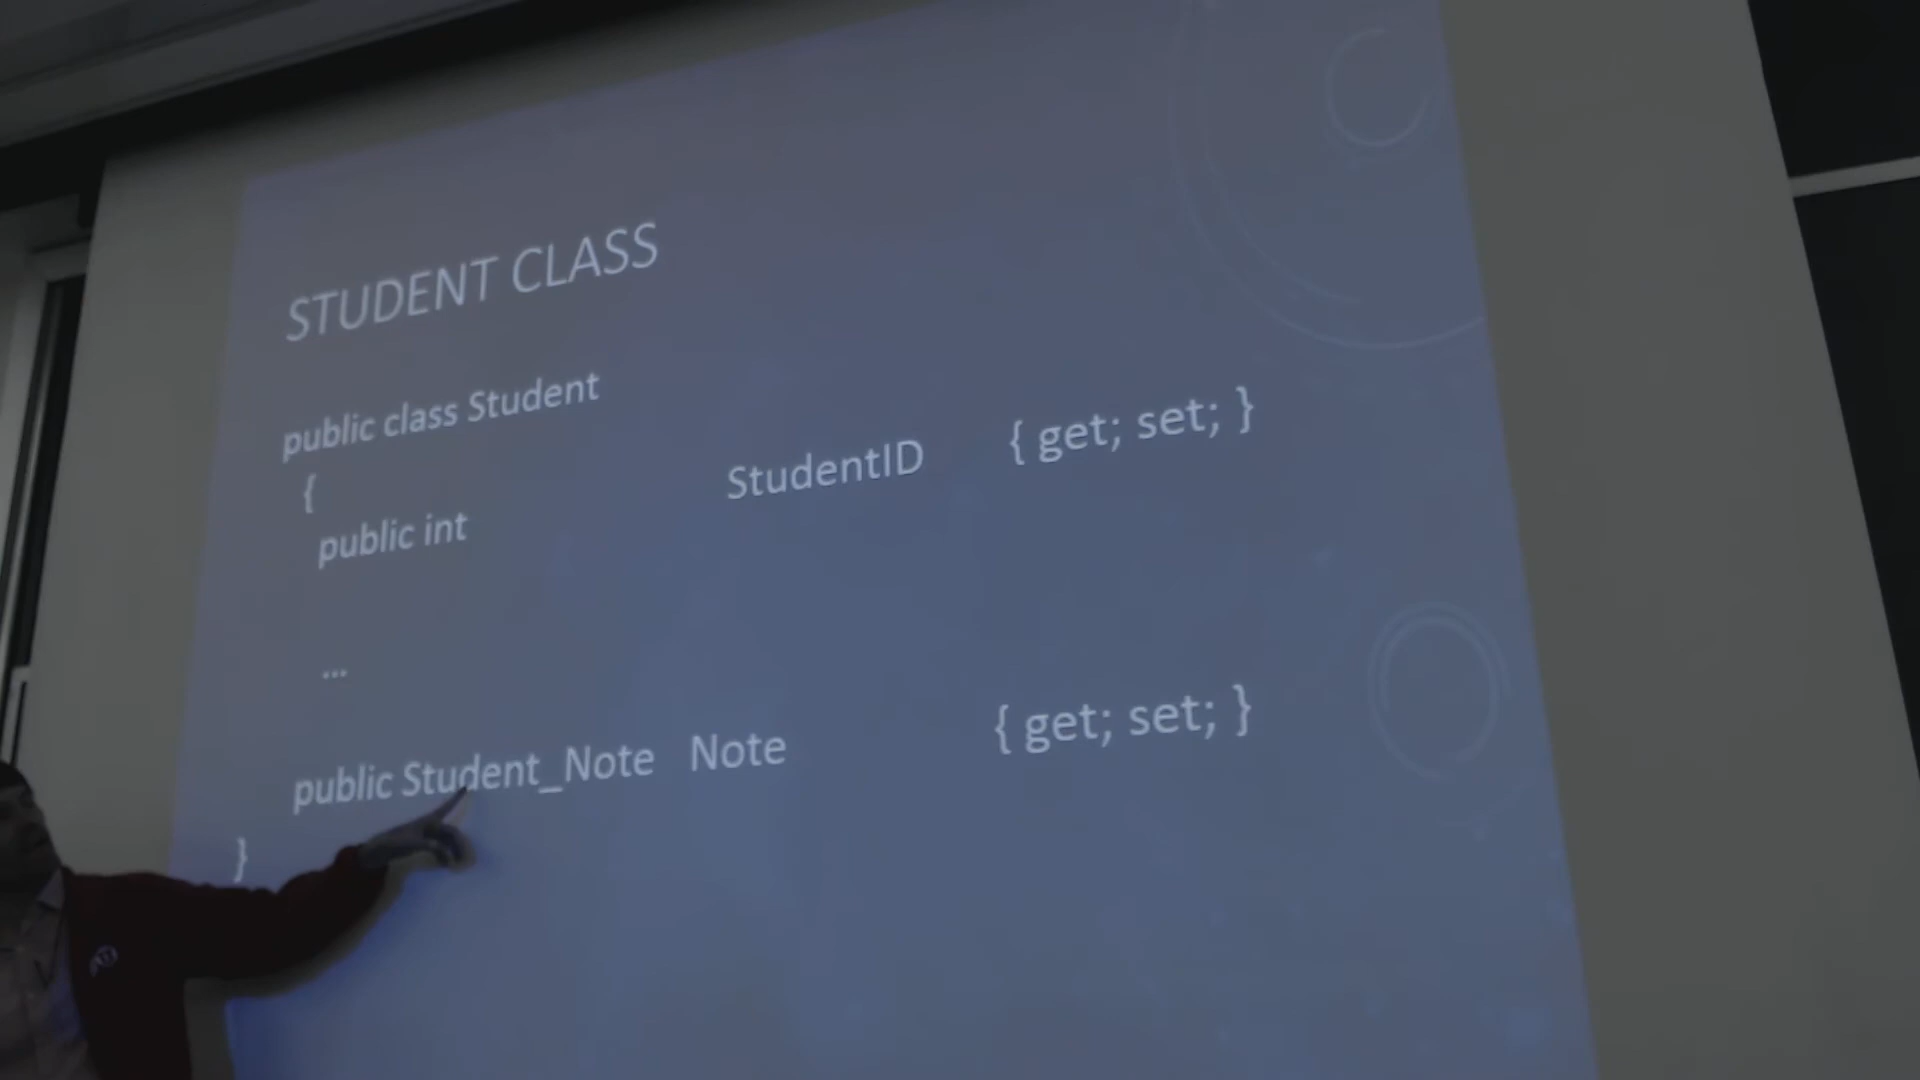 STUDENT CLASS
public class Student
{
public int StudentID { get; set; }
...
public Student_Note Note { get; set; }
}